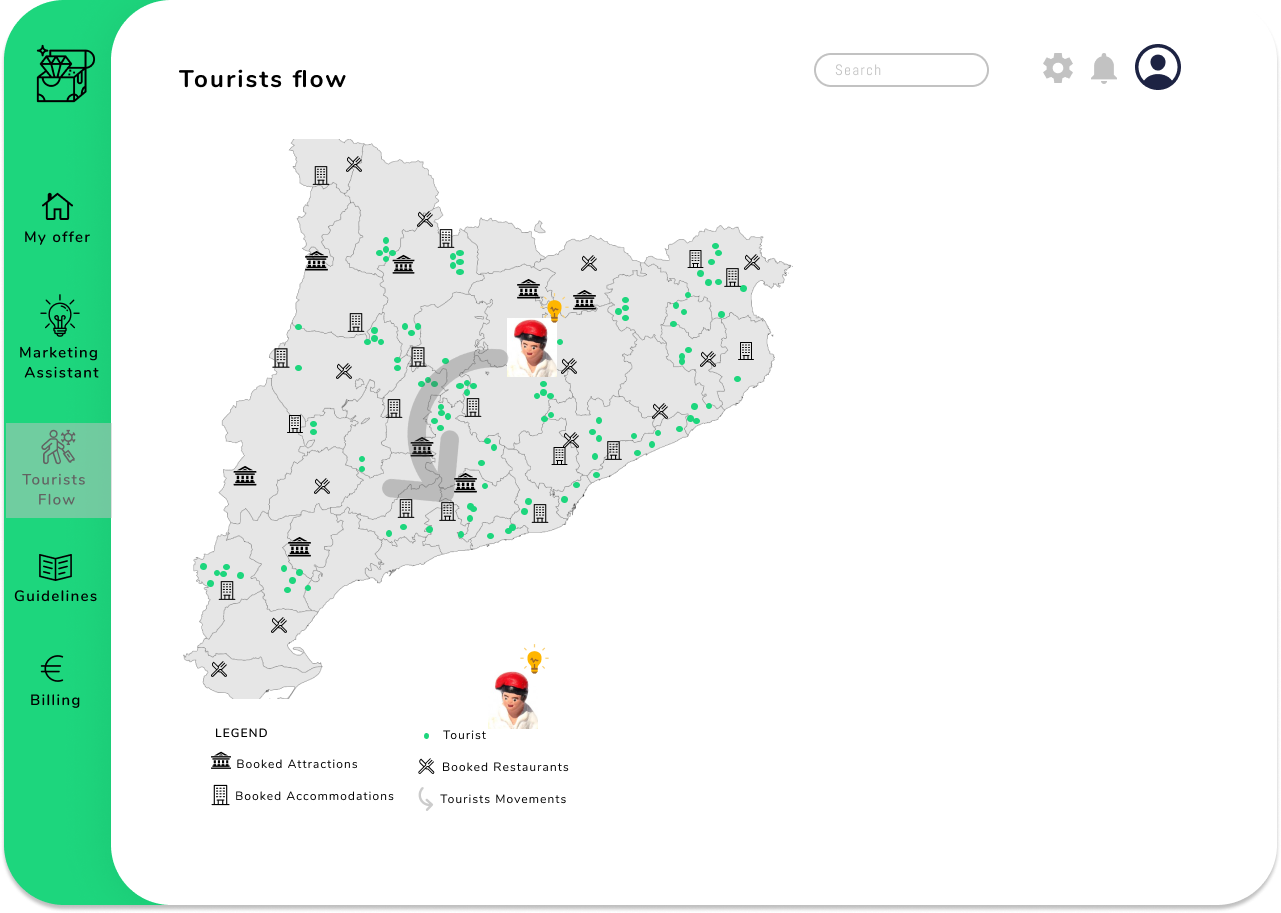 Tourists flow
Search
My offer
Marketing
Assistant
Tourists
Flow
Guidelines
Billing
LEGEND
Booked Attractions
Booked Accommodations
Tourist
Booked Restaurants
Tourists Movements